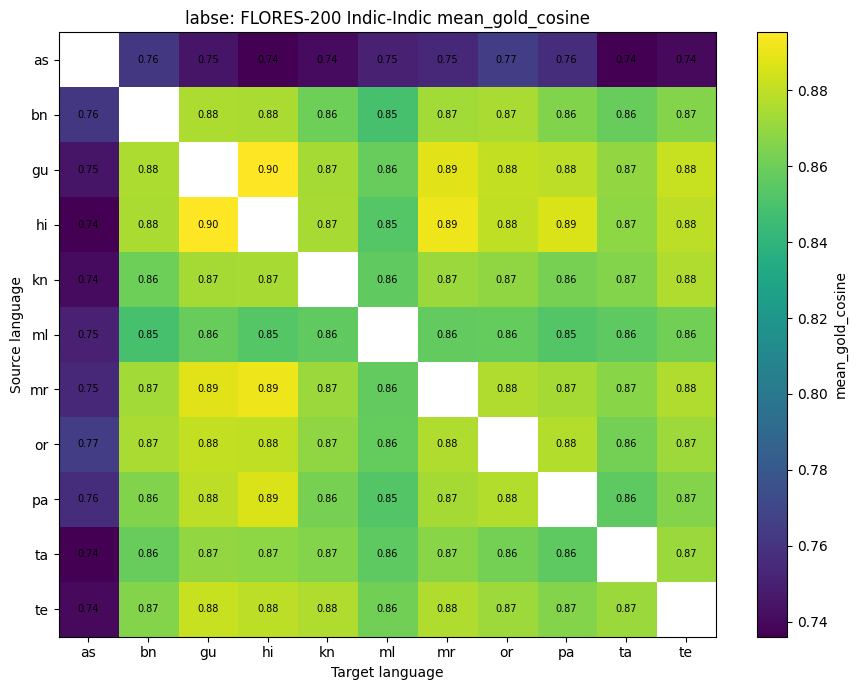 labse: FLORES-200 Indic-Indic mean_gold_cosine
as 0.76 0.75 0.74 0.74 0.75 0.75 0.77 0.76 0.74 0.74
bn 0.76 0.88 0.88 0.86 0.85 0.87 0.87 0.86 0.86 0.87
gu 0.75 0.88 0.90 0.87 0.86 0.89 0.88 0.88 0.87 0.88
hi 0.74 0.88 0.90 0.87 0.85 0.89 0.88 0.89 0.87 0.88
kn 0.74 0.86 0.87 0.87 0.86 0.87 0.87 0.86 0.87 0.88
ml 0.75 0.85 0.86 0.85 0.86 0.86 0.86 0.85 0.86 0.86
mr 0.75 0.87 0.89 0.89 0.87 0.86 0.88 0.87 0.87 0.88
or 0.77 0.87 0.88 0.88 0.87 0.86 0.88 0.88 0.86 0.87
pa 0.76 0.86 0.88 0.89 0.86 0.85 0.87 0.88 0.86 0.87
ta 0.74 0.86 0.87 0.87 0.87 0.86 0.87 0.86 0.86 0.87
te 0.74 0.87 0.88 0.88 0.88 0.86 0.88 0.87 0.87 0.87
as bn gu hi kn ml mr or pa ta te
Target language
Source language
0.88
0.86
0.84
0.82
0.80
0.78
0.76
0.74
mean_gold_cosine